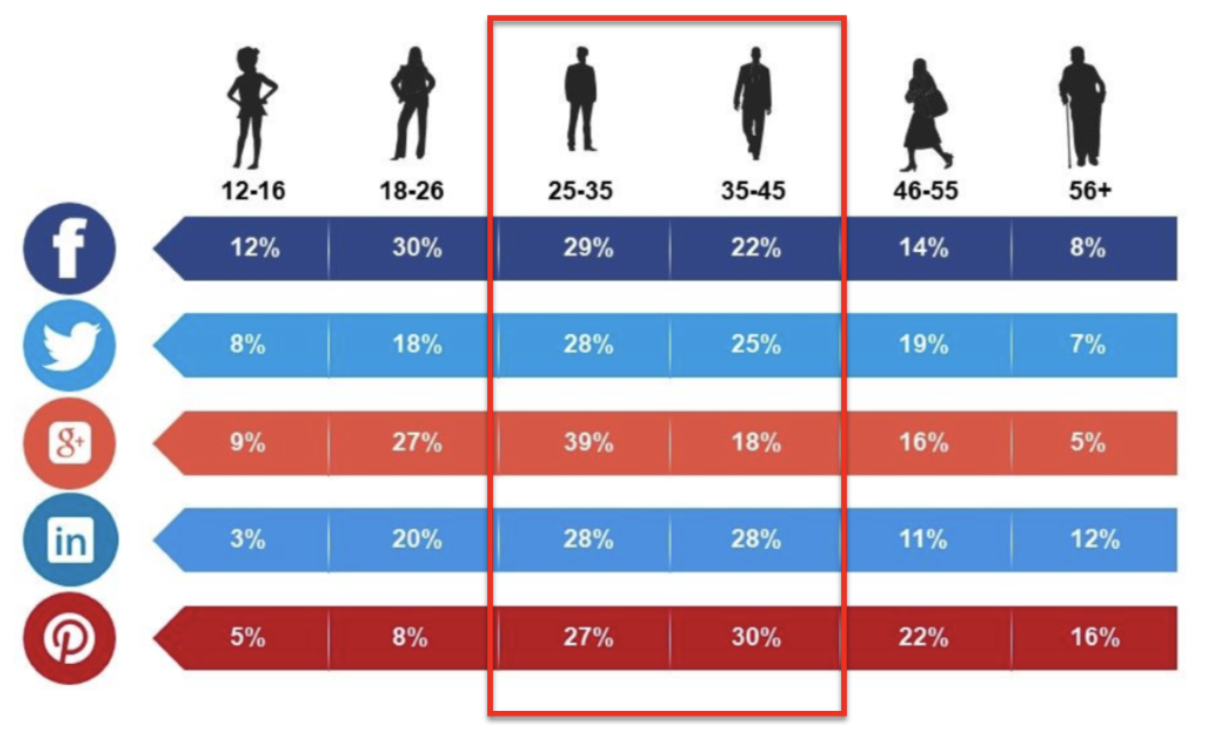 12-16 18-26 25-35 35-45 46-55 56+
f 12% 30% 29% 22% 14% 8%
8% 18% 28% 25% 19% 7%
g+ 9% 27% 39% 18% 16% 5%
in 3% 20% 28% 28% 11% 12%
5% 8% 27% 30% 22% 16%